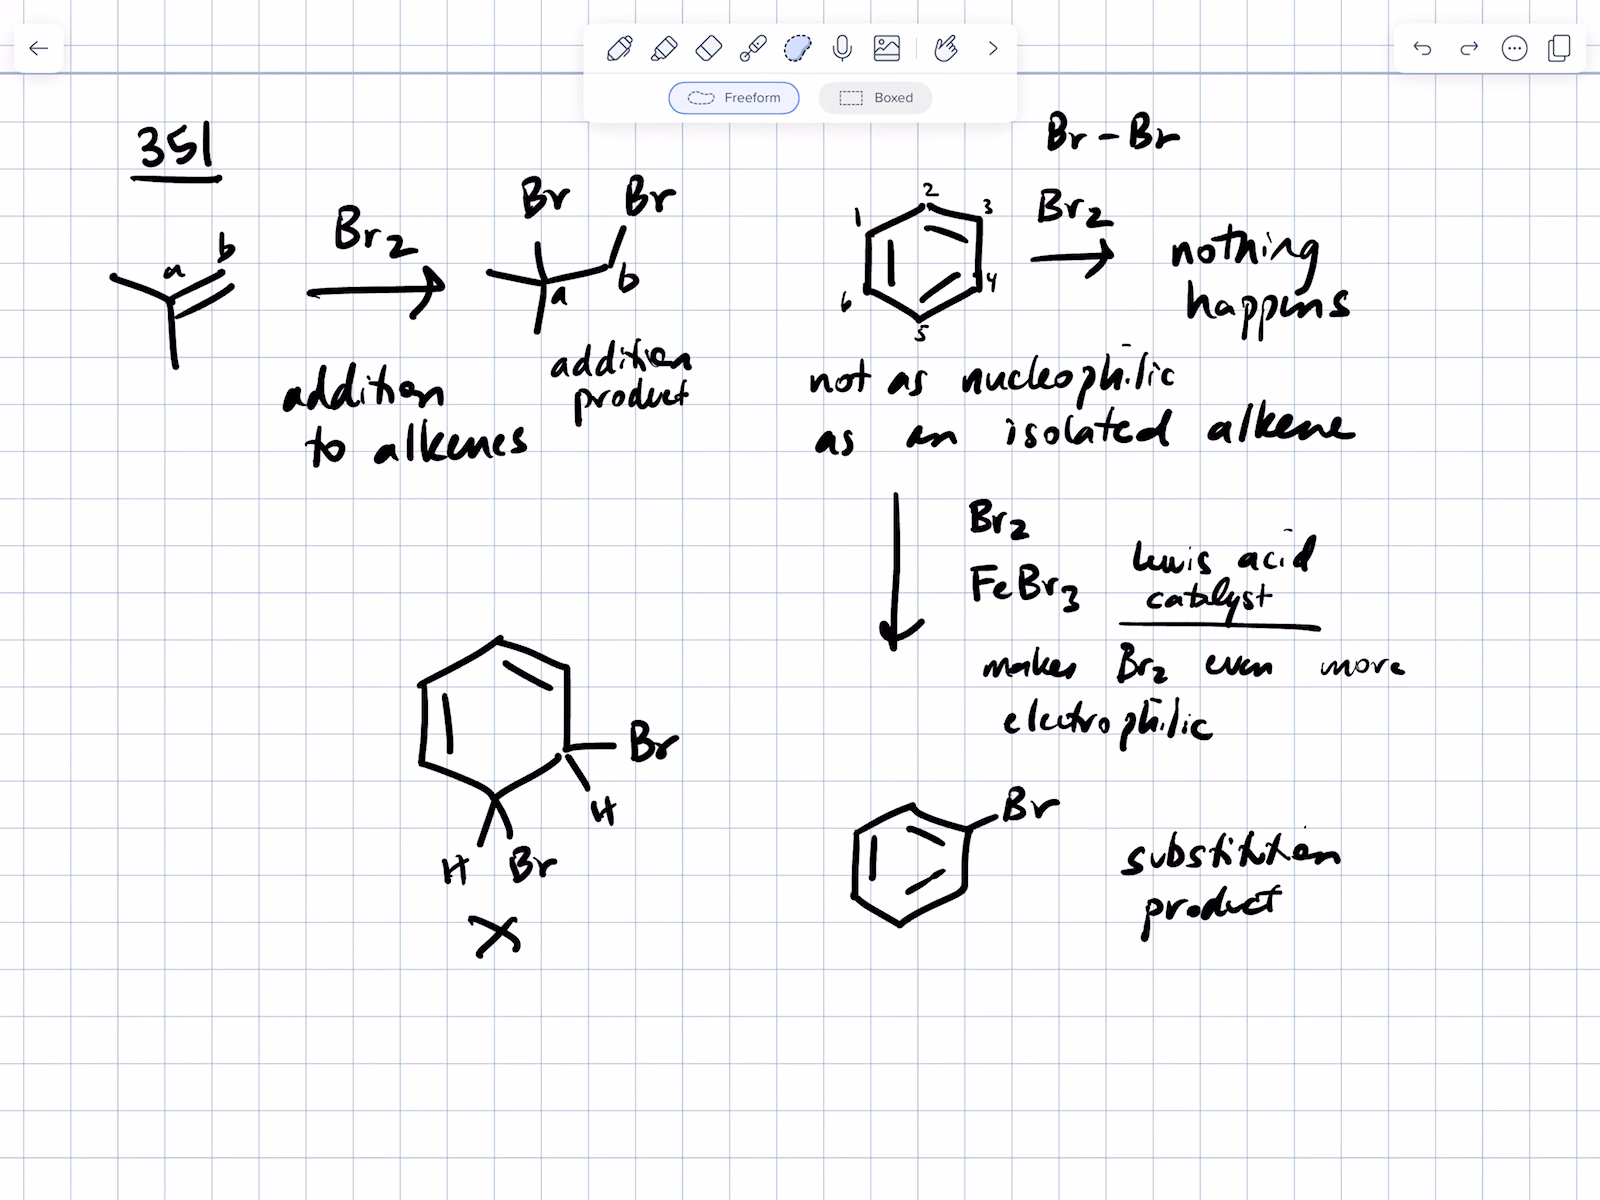 Freeform
Boxed
351
a
b
Br2
Br
Br
a
b
addition
to alkenes
addition
product
Br - Br
1
2
3
4
5
6
Br2
nothing
happens
not as nucleophilic
as an isolated alkene
Br2
FeBr3
lewis acid
catalyst
makes Br2 even more
electrophilic
Br
H
H
Br
X
Br
substitution
product